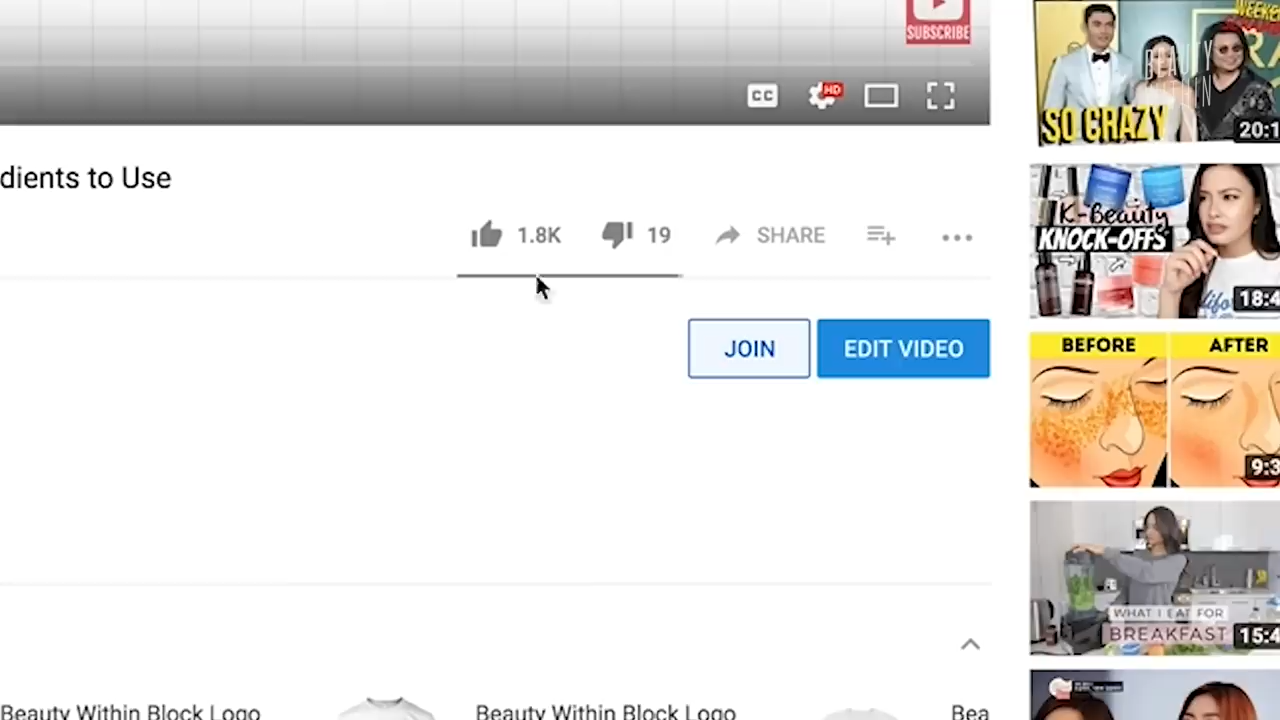 SUBSCRIBE
CC
HD
dients to Use
1.8K
19
SHARE
JOIN
EDIT VIDEO
Beauty Within Block Logo
Beauty Within Block Logo
Bea
BEAUTY
SO CRAZY
20:1
K-Beauty
KNOCK-OFFS
18:4
BEFORE
AFTER
9:3
WHAT I EAT FOR
BREAKFAST
15:4